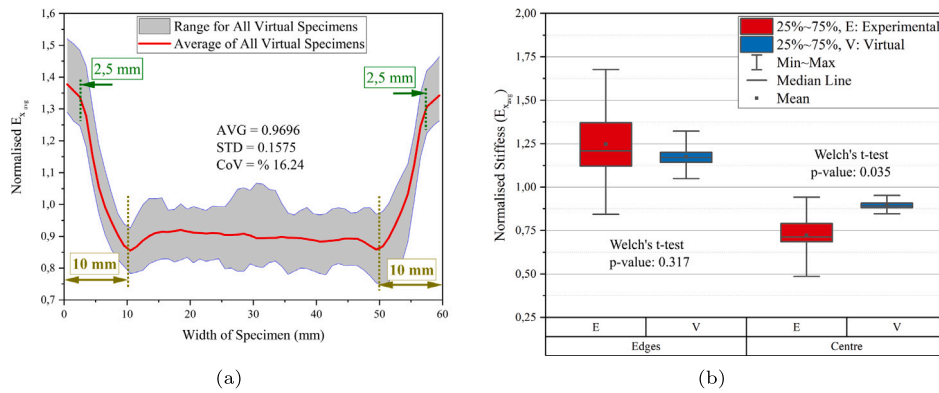 Range for All Virtual Specimens
Average of All Virtual Specimens
2,5 mm
2,5 mm
AVG = 0.9696
STD = 0.1575
CoV = % 16.24
10 mm
10 mm
Normalised E_x_avg
1,6
1,5
1,4
1,3
1,2
1,1
1,0
0,9
0,8
0,7
0
10
20
30
40
50
60
Width of Specimen (mm)
(a)
25%~75%, E: Experimental
25%~75%, V: Virtual
Min~Max
Median Line
Mean
Welch's t-test
p-value: 0.035
Welch's t-test
p-value: 0.317
Normalised Stiffess (E_x_avg)
2,00
1,75
1,50
1,25
1,00
0,75
0,50
0,25
E
V
E
V
Edges
Centre
(b)